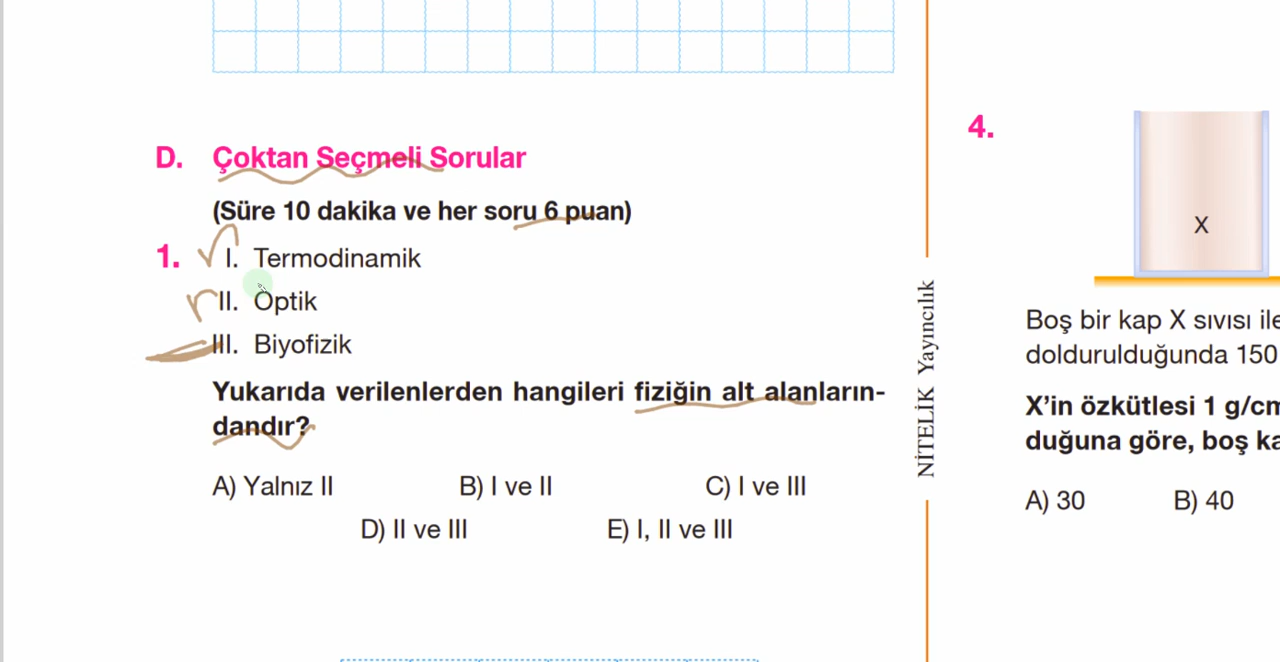 D. Çoktan Seçmeli Sorular
(Süre 10 dakika ve her soru 6 puan)
1. I. Termodinamik
II. Optik
III. Biyofizik
Yukarıda verilenlerden hangileri fiziğin alt alanların-
dandır?
A) Yalnız II B) I ve II C) I ve III
D) II ve III E) I, II ve III
NİTELİK Yayıncılık
4.
X
Boş bir kap X sıvısı ile
doldurulduğunda 150
X'in özkütlesi 1 g/cm
duğuna göre, boş ka
A) 30 B) 40